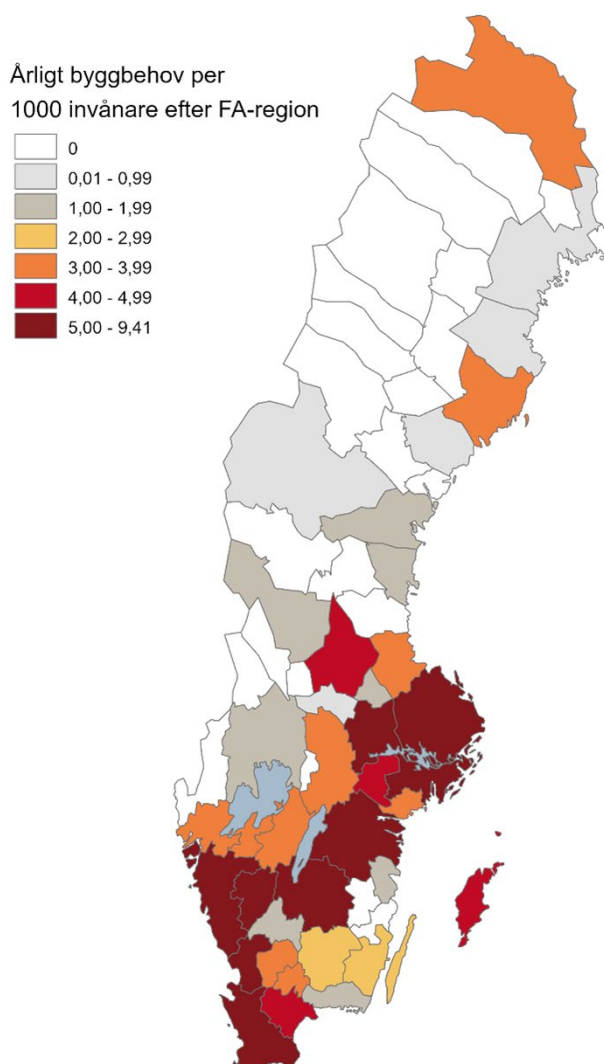 Årligt byggbehov per
1000 invånare efter FA-region
0
0,01 - 0,99
1,00 - 1,99
2,00 - 2,99
3,00 - 3,99
4,00 - 4,99
5,00 - 9,41